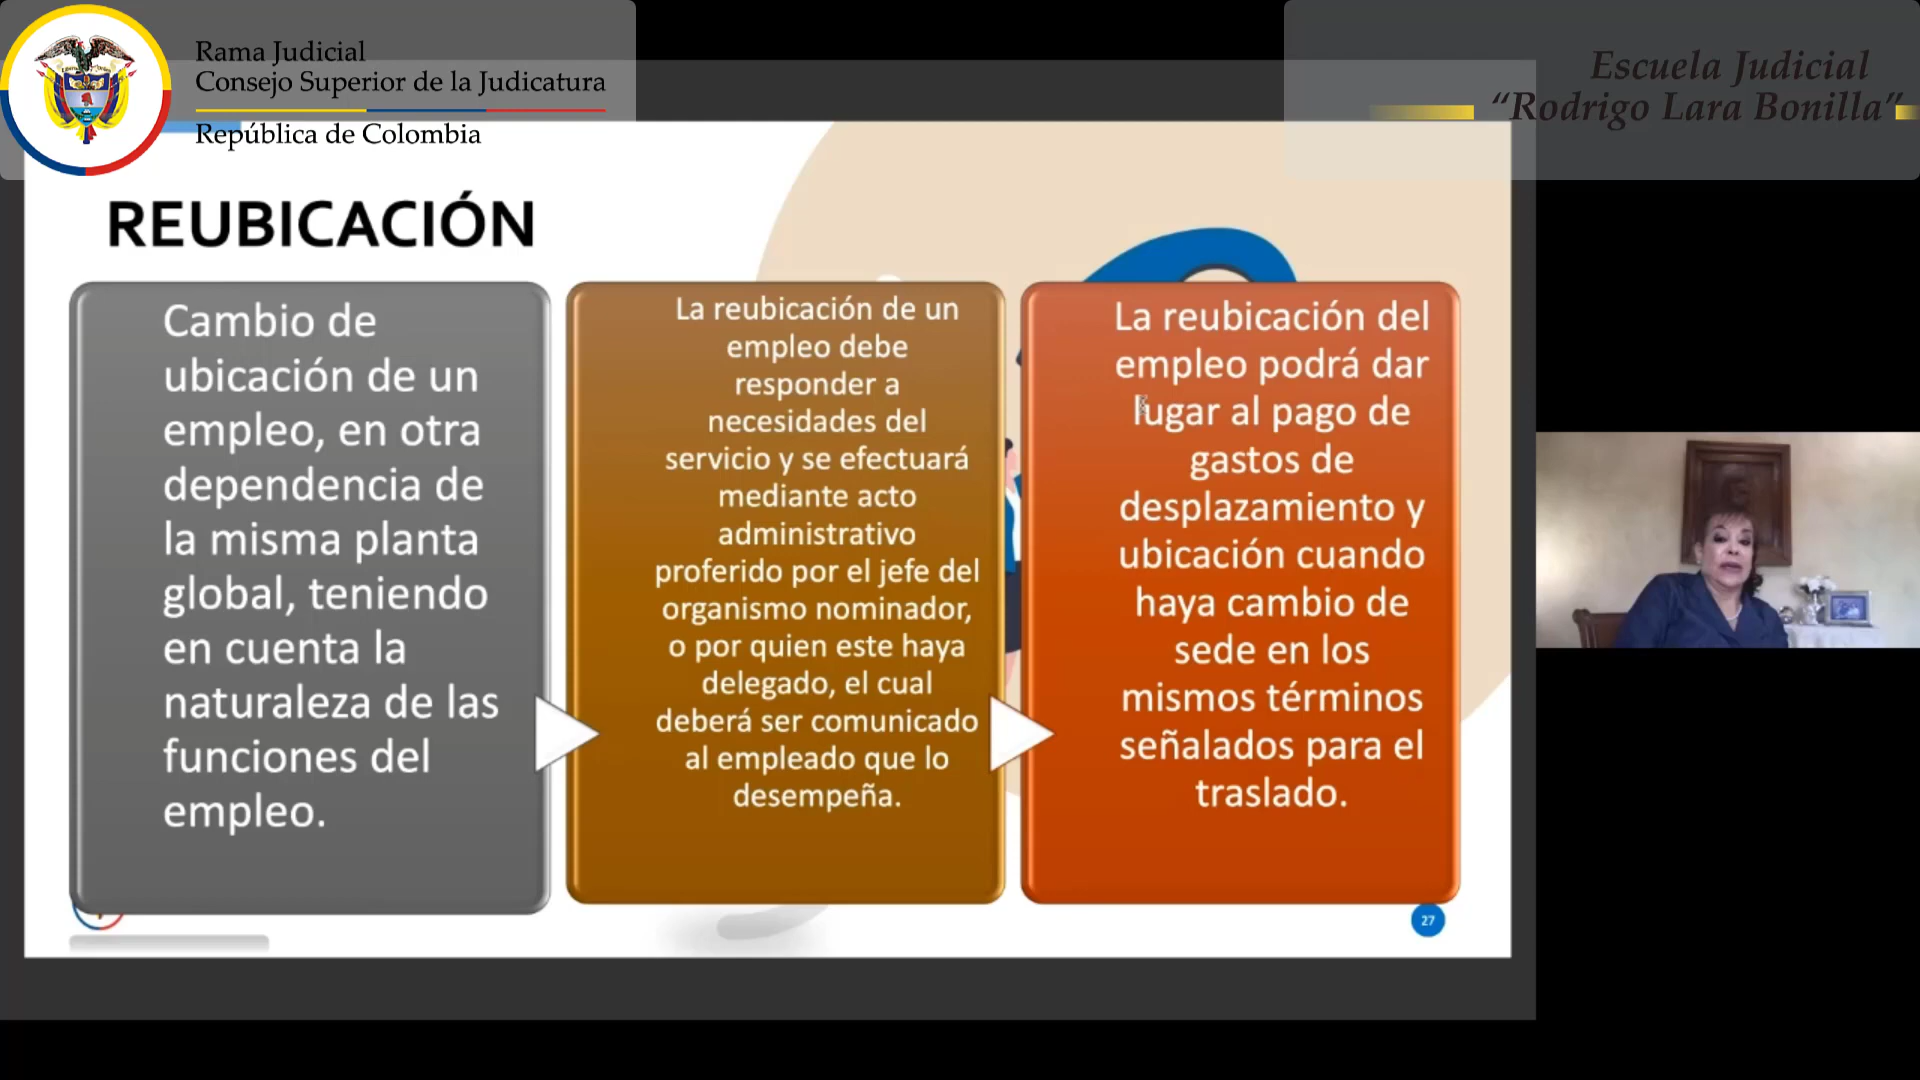 Rama Judicial
Consejo Superior de la Judicatura
República de Colombia
Escuela Judicial
“Rodrigo Lara Bonilla”
REUBICACIÓN
Cambio de
ubicación de un
empleo, en otra
dependencia de
la misma planta
global, teniendo
en cuenta la
naturaleza de las
funciones del
empleo.
La reubicación de un
empleo debe
responder a
necesidades del
servicio y se efectuará
mediante acto
administrativo
proferido por el jefe del
organismo nominador,
o por quien este haya
delegado, el cual
deberá ser comunicado
al empleado que lo
desempeña.
La reubicación del
empleo podrá dar
lugar al pago de
gastos de
desplazamiento y
ubicación cuando
haya cambio de
sede en los
mismos términos
señalados para el
traslado.
27